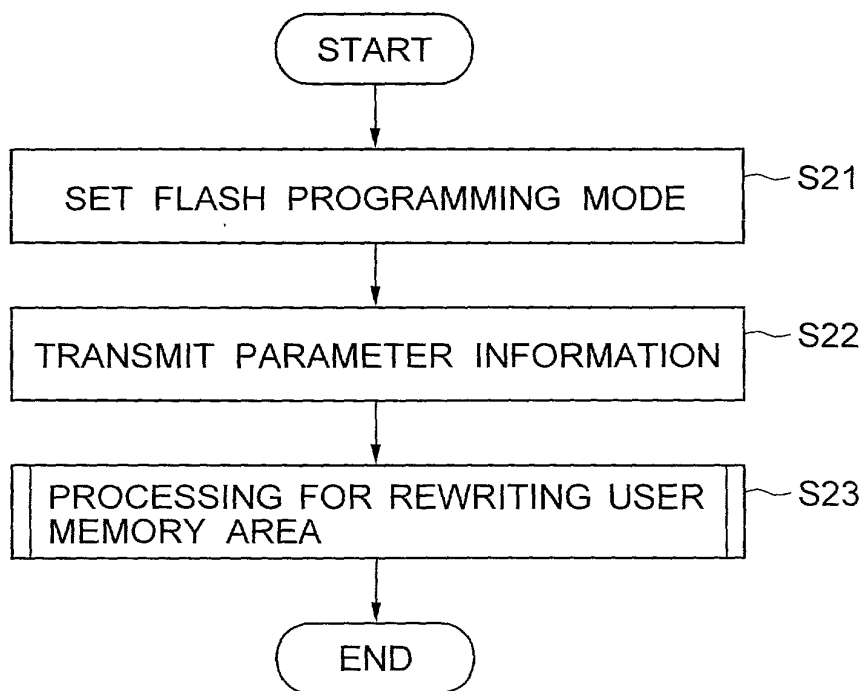 START
SET FLASH PROGRAMMING MODE
S21
TRANSMIT PARAMETER INFORMATION
S22
PROCESSING FOR REWRITING USER
MEMORY AREA
S23
END